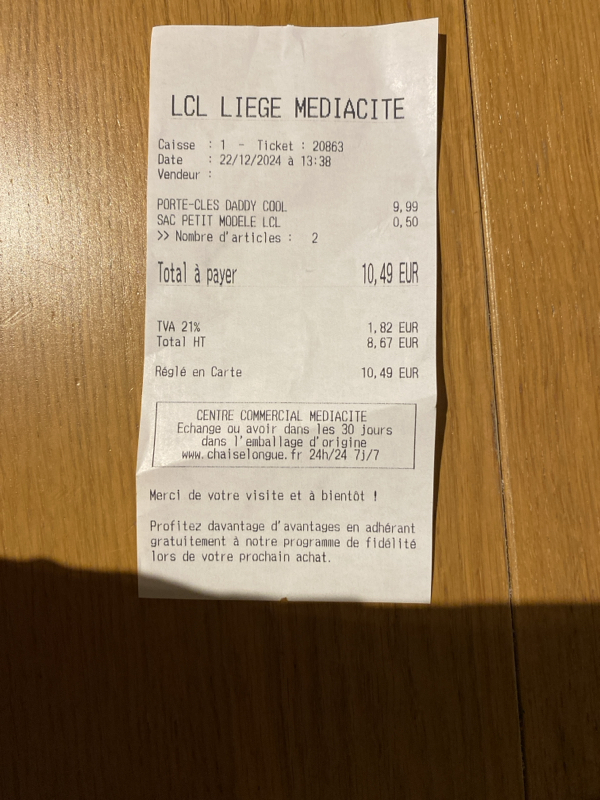 LCL LIEGE MEDIACITE
Caisse : 1 - Ticket : 20863
Date : 22/12/2024 à 13:38
Vendeur :
PORTE-CLES DADDY COOL 9,99
SAC PETIT MODELE LCL 0,50
>> Nombre d'articles : 2
Total à payer 10,49 EUR
TVA 21% 1,82 EUR
Total HT 8,67 EUR
Réglé en Carte 10,49 EUR
CENTRE COMMERCIAL MEDIACITE
Echange ou avoir dans les 30 jours
dans l'emballage d'origine
www.chaiselongue.fr 24h/24 7j/7
Merci de votre visite et à bientôt !
Profitez davantage d'avantages en adhérant
gratuitement à notre programme de fidélité
lors de votre prochain achat.